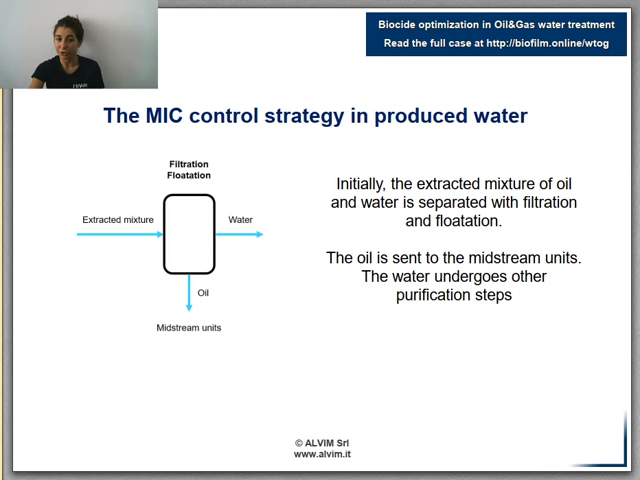 Biocide optimization in Oil&Gas water treatment
Read the full case at http://biofilm.online/wtog
The MIC control strategy in produced water
Filtration
Floatation
Extracted mixture
Water
Oil
Midstream units
Initially, the extracted mixture of oil
and water is separated with filtration
and floatation.
The oil is sent to the midstream units.
The water undergoes other
purification steps
© ALVIM Srl
www.alvim.it